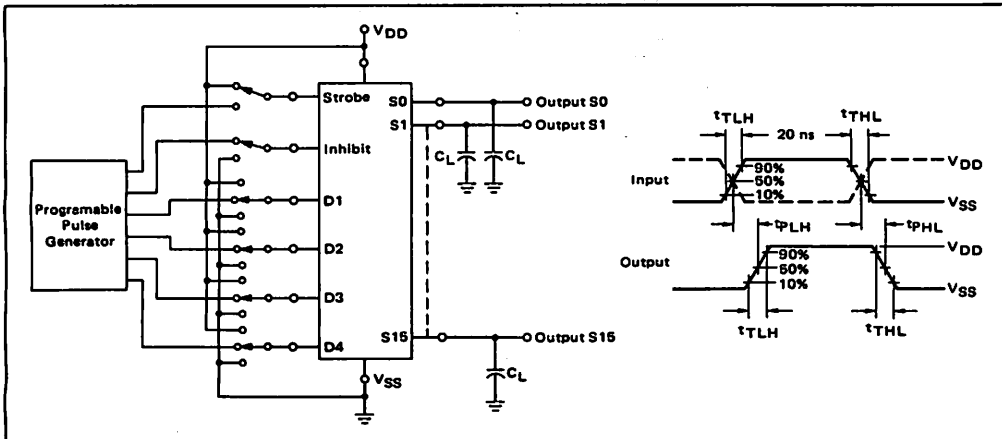 VDD
Strobe
Inhibit
D1
D2
D3
D4
S0
S1
S15
VSS
Programable
Pulse
Generator
Output S0
Output S1
CL
CL
Output S15
CL
tTLH
tTHL
20 ns
Input
90%
50%
10%
VDD
VSS
tPLH
tPHL
Output
90%
50%
10%
VDD
VSS
tTLH
tTHL